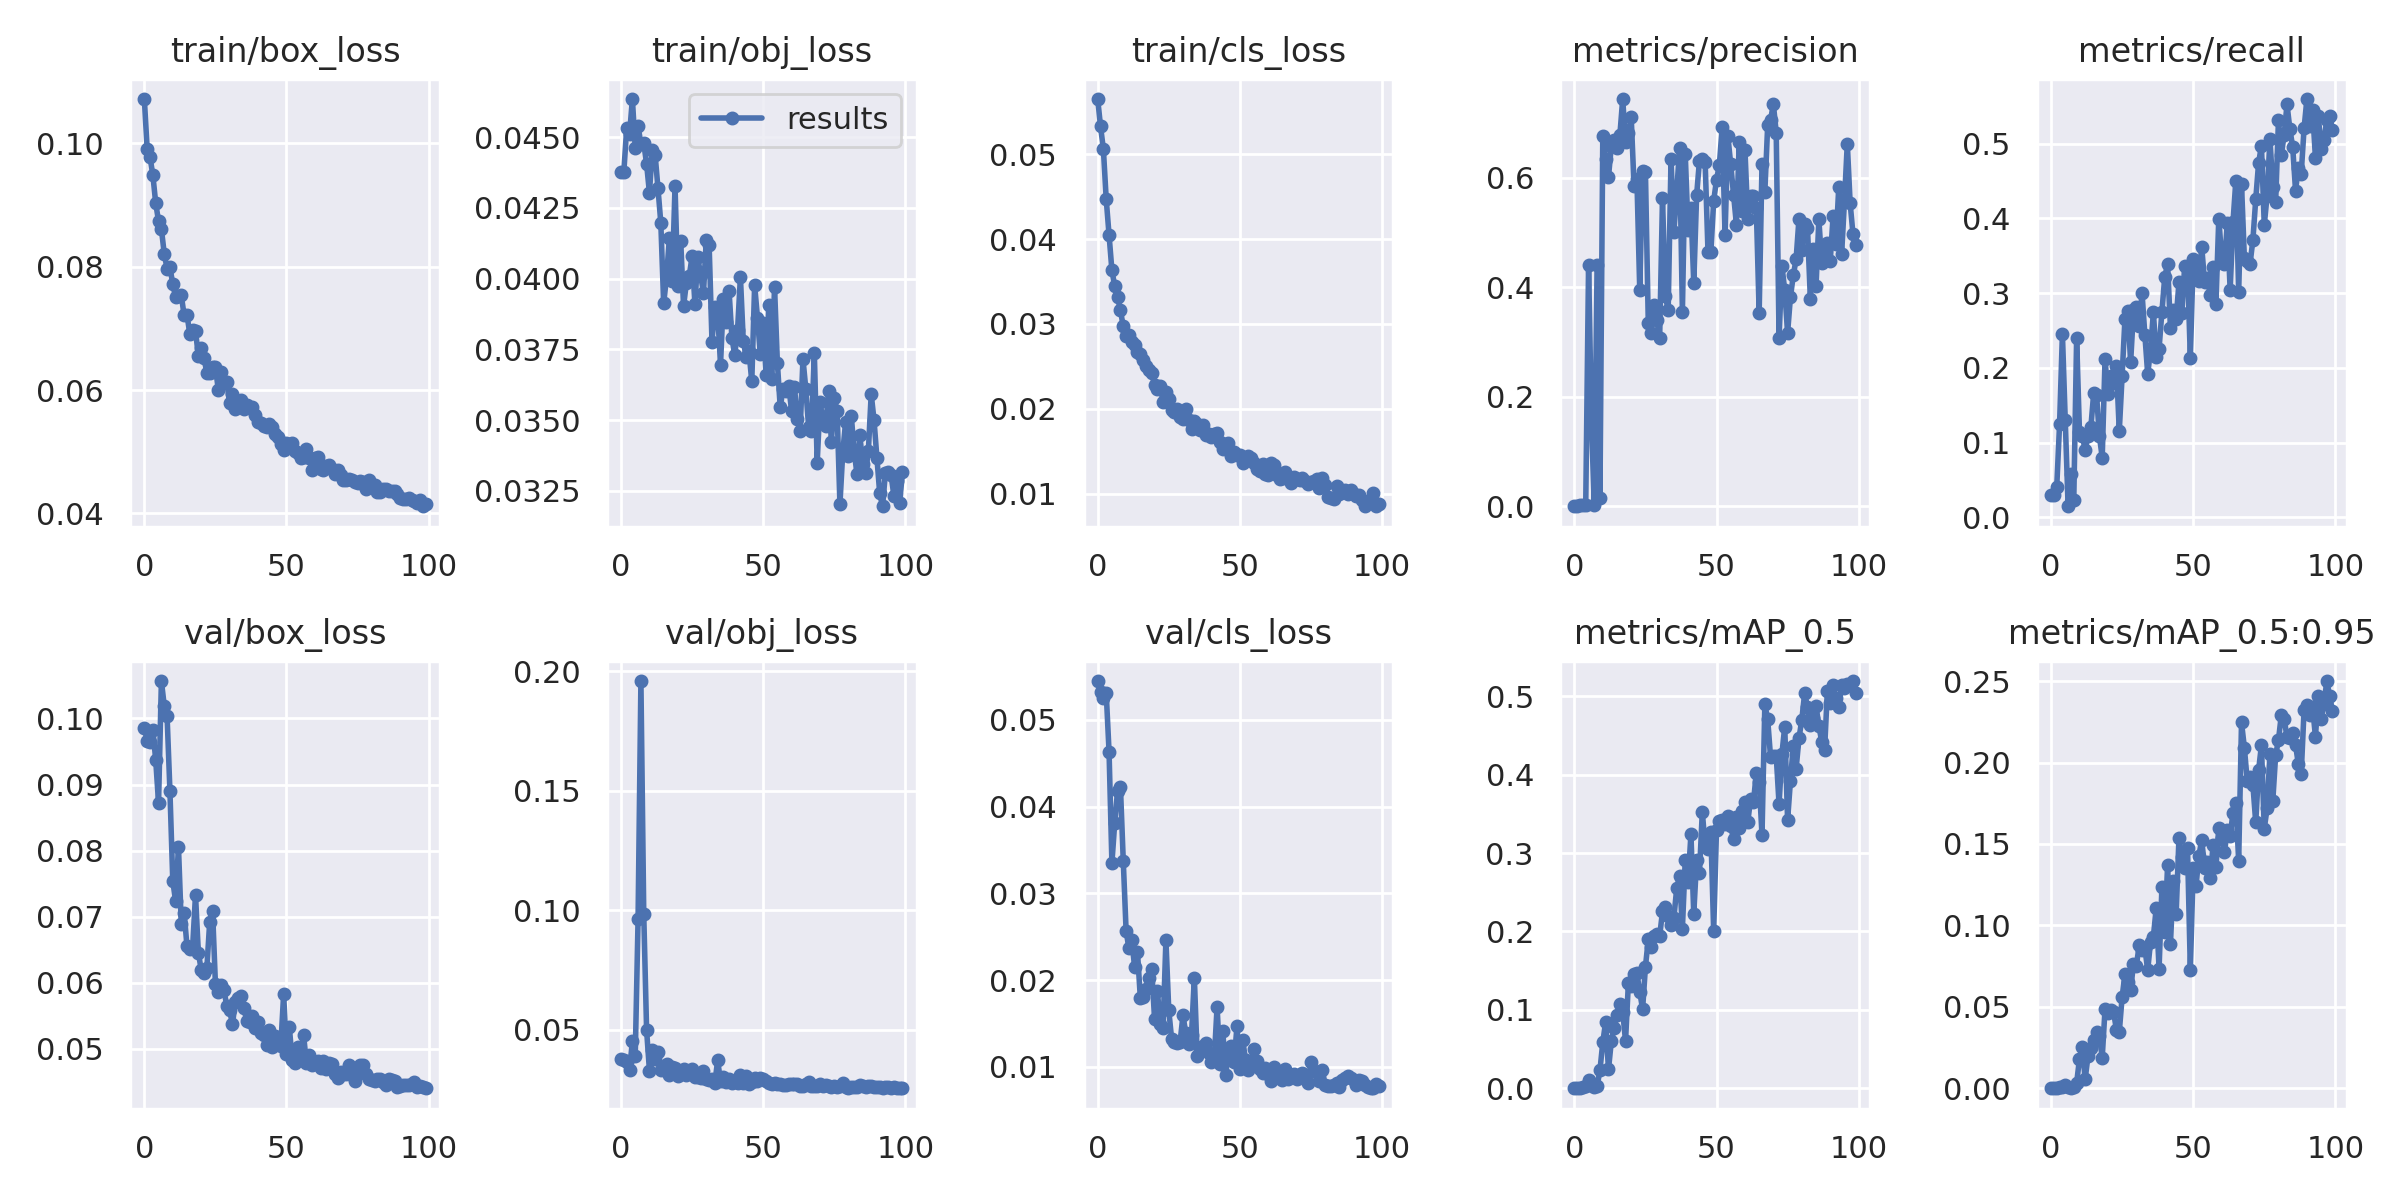 train/box_loss
0.10
0.08
0.06
0.04
0 50 100
train/obj_loss
results
0.0450
0.0425
0.0400
0.0375
0.0350
0.0325
0 50 100
train/cls_loss
0.05
0.04
0.03
0.02
0.01
0 50 100
metrics/precision
0.6
0.4
0.2
0.0
0 50 100
metrics/recall
0.5
0.4
0.3
0.2
0.1
0.0
0 50 100
val/box_loss
0.10
0.09
0.08
0.07
0.06
0.05
0 50 100
val/obj_loss
0.20
0.15
0.10
0.05
0 50 100
val/cls_loss
0.05
0.04
0.03
0.02
0.01
0 50 100
metrics/mAP_0.5
0.5
0.4
0.3
0.2
0.1
0.0
0 50 100
metrics/mAP_0.5:0.95
0.25
0.20
0.15
0.10
0.05
0.00
0 50 100